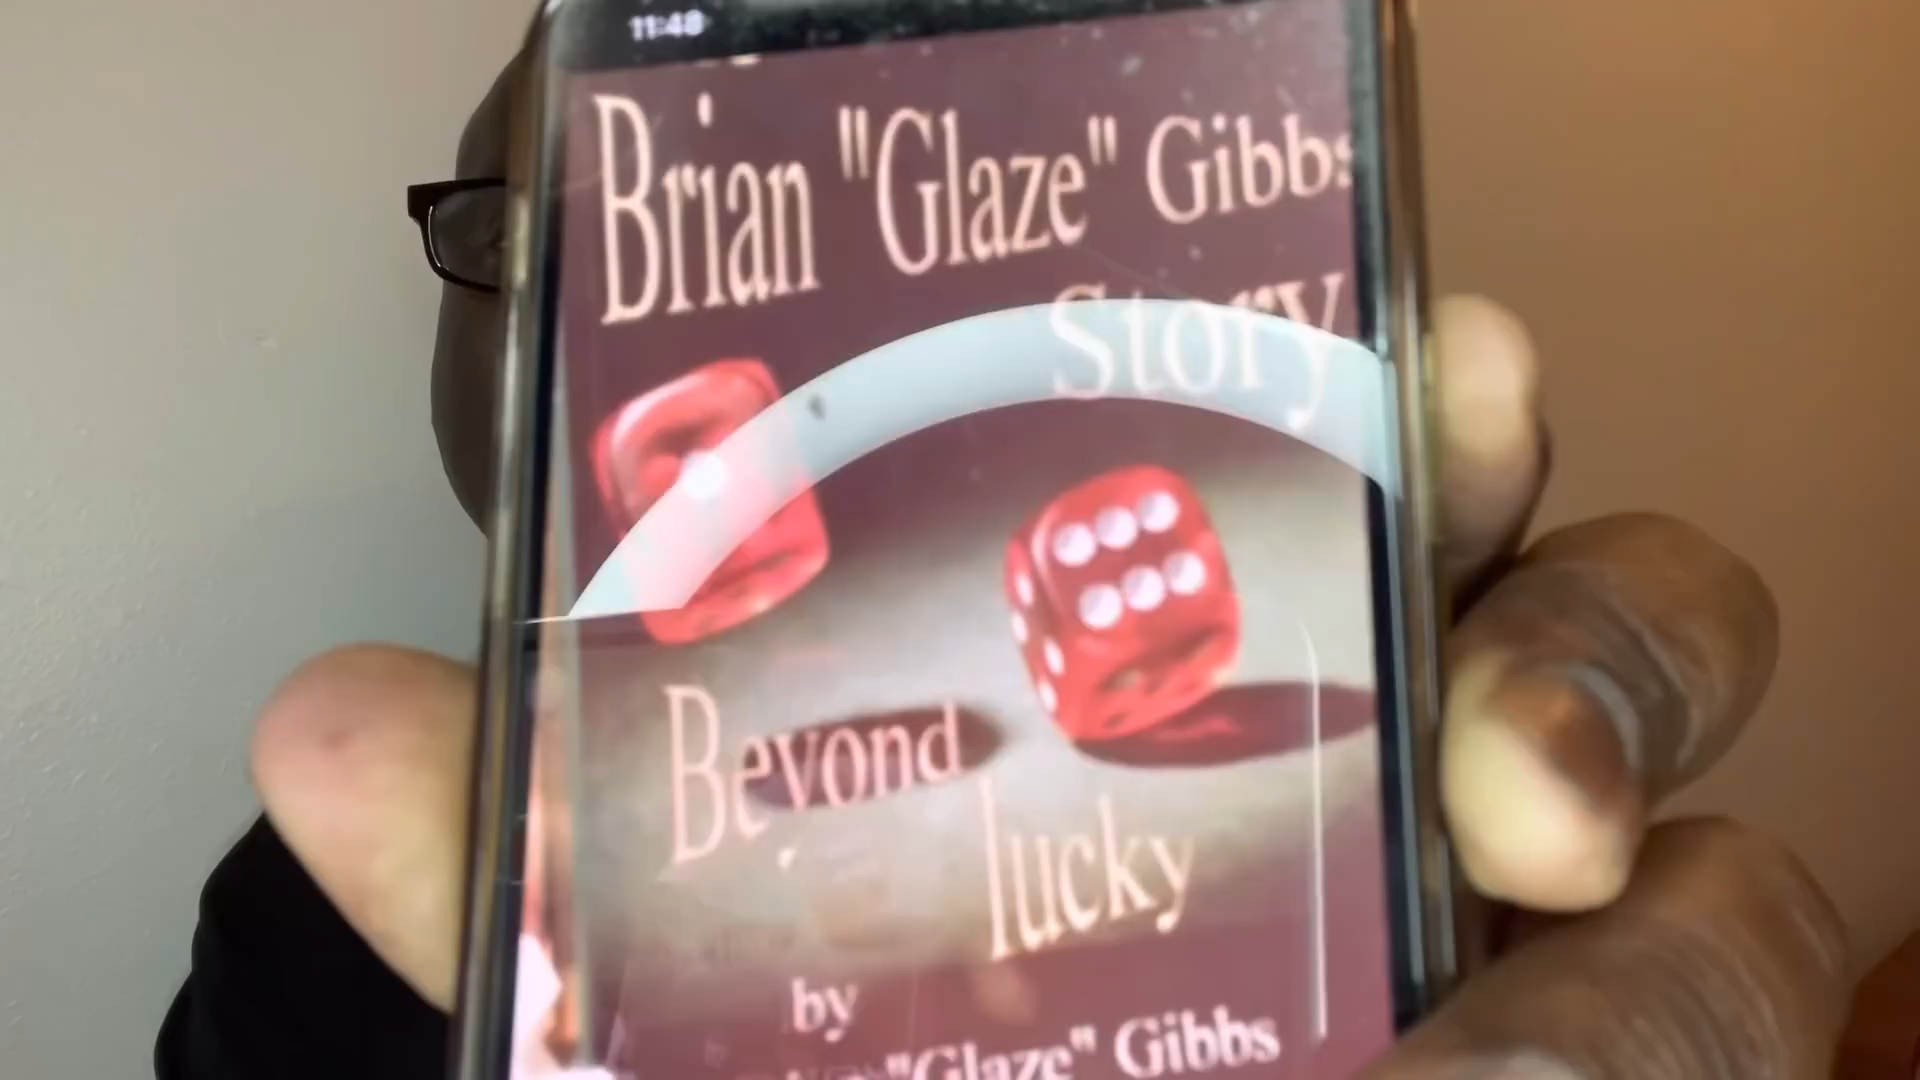 11:48
Brian "Glaze" Gibbs
Story
Beyond
lucky
by
"Glaze" Gibbs